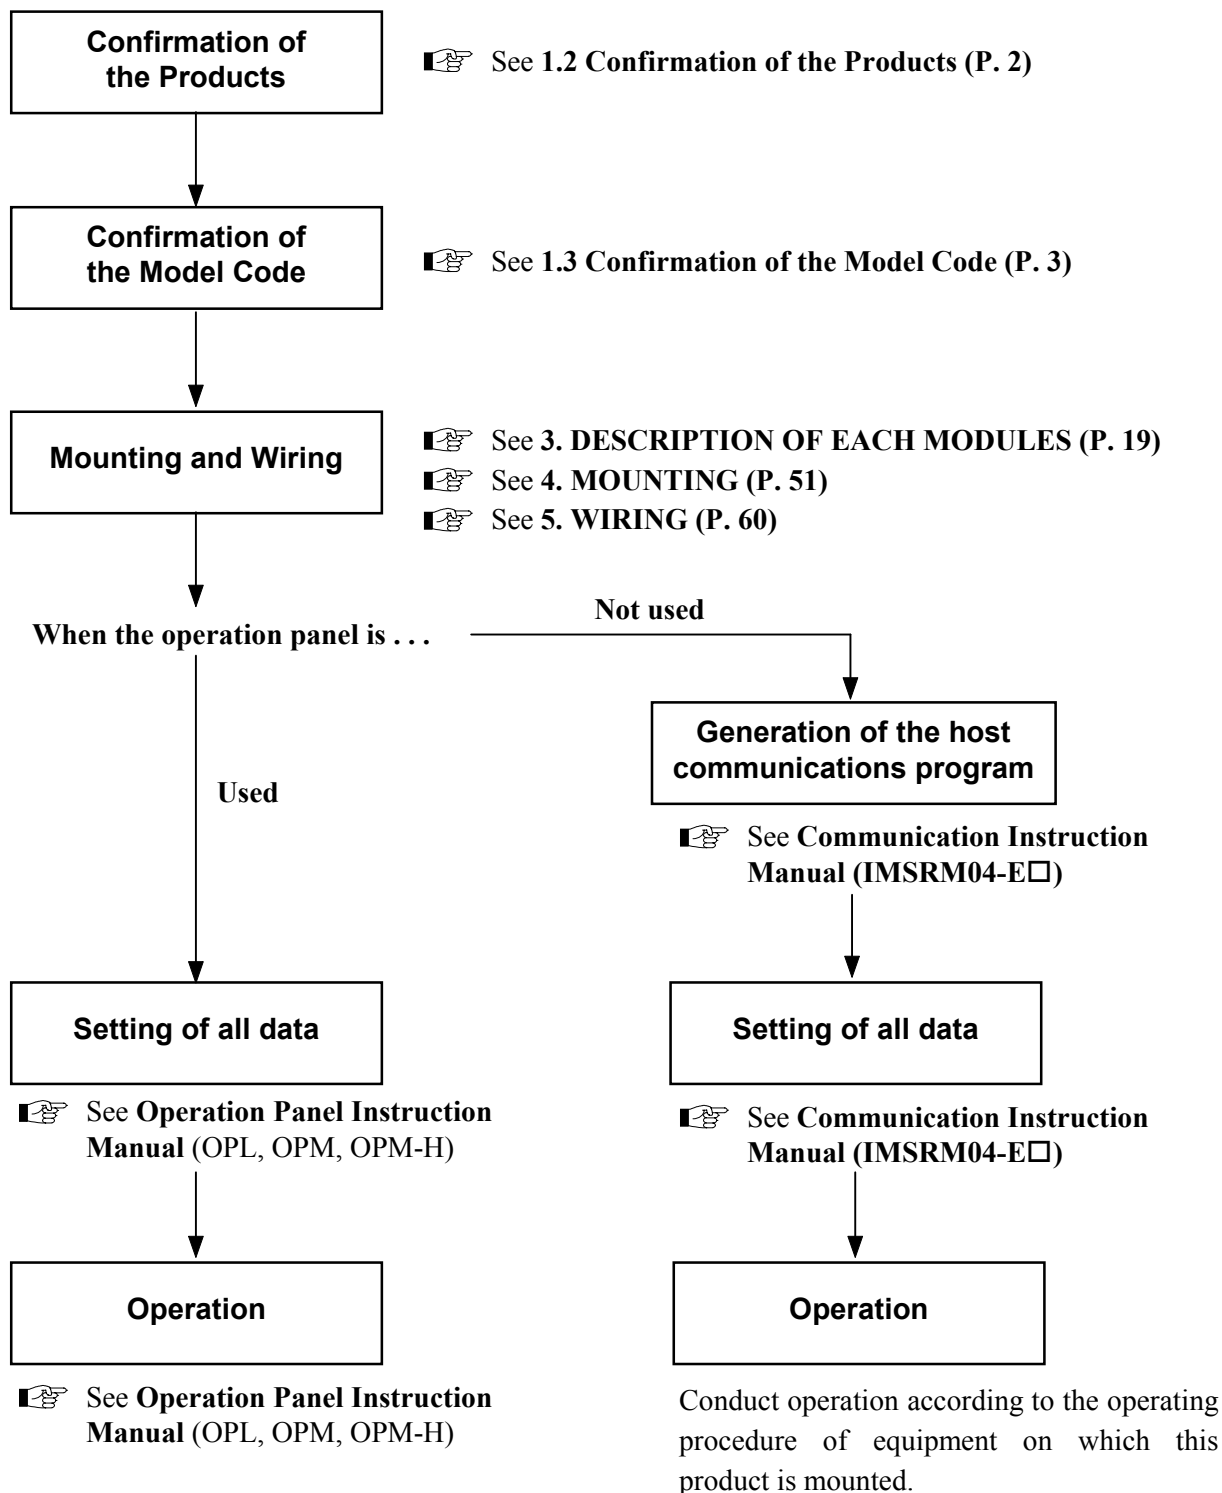 Confirmation of
the Products
See 1.2 Confirmation of the Products (P. 2)
Confirmation of
the Model Code
See 1.3 Confirmation of the Model Code (P. 3)
Mounting and Wiring
See 3. DESCRIPTION OF EACH MODULES (P. 19)
See 4. MOUNTING (P. 51)
See 5. WIRING (P. 60)
When the operation panel is . . .
Not used
Used
Generation of the host
communications program
See Communication Instruction
Manual (IMSRM04-E□)
Setting of all data
See Operation Panel Instruction
Manual (OPL, OPM, OPM-H)
Setting of all data
See Communication Instruction
Manual (IMSRM04-E□)
Operation
See Operation Panel Instruction
Manual (OPL, OPM, OPM-H)
Operation
Conduct operation according to the operating
procedure of equipment on which this
product is mounted.